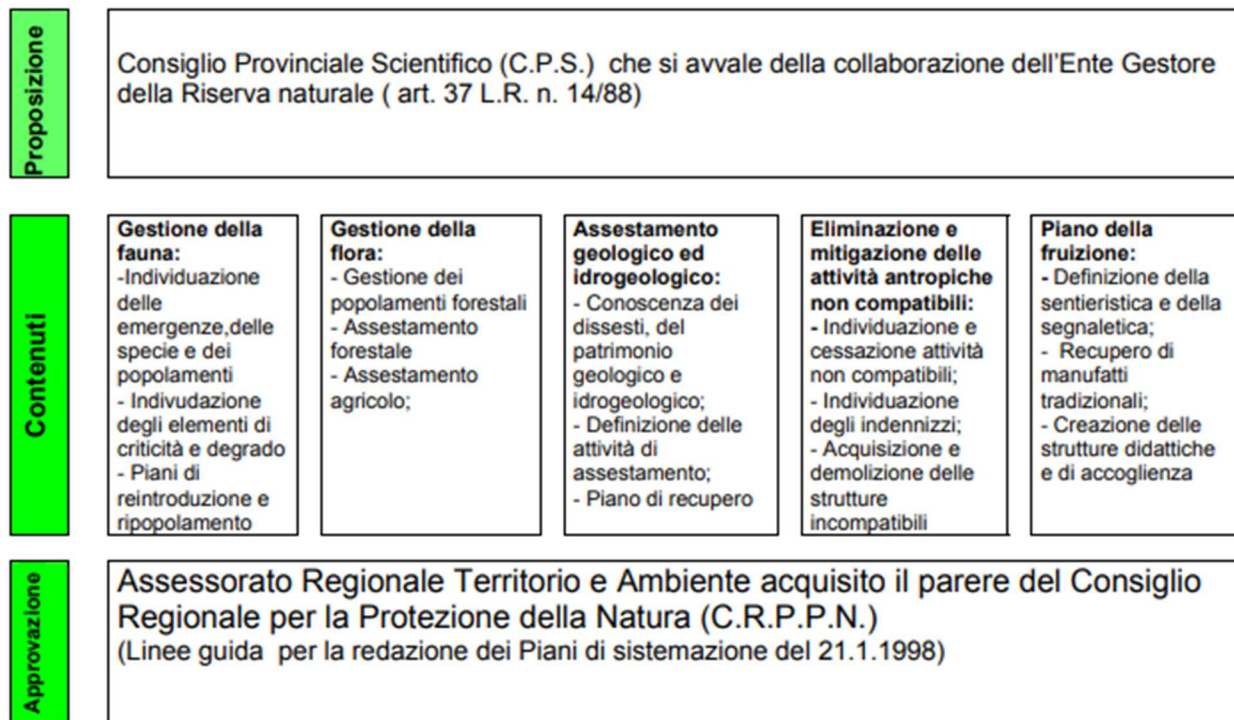 Proposizione
Consiglio Provinciale Scientifico (C.P.S.) che si avvale della collaborazione dell'Ente Gestore
della Riserva naturale ( art. 37 L.R. n. 14/88)
Contenuti
Gestione della
fauna:
-Individuazione
delle
emergenze,delle
specie e dei
popolamenti
- Indivudazione
degli elementi di
criticità e degrado
- Piani di
reintroduzione e
ripopolamento
Gestione della
flora:
- Gestione dei
popolamenti forestali
- Assestamento
forestale
- Assestamento
agricolo;
Assestamento
geologico ed
idrogeologico:
- Conoscenza dei
dissesti, del
patrimonio
geologico e
idrogeologico;
- Definizione delle
attività di
assestamento;
- Piano di recupero
Eliminazione e
mitigazione delle
attività antropiche
non compatibili:
- Individuazione e
cessazione attività
non compatibili;
- Individuazione
degli indennizzi;
- Acquisizione e
demolizione delle
strutture
incompatibili
Piano della
fruizione:
- Definizione della
sentieristica e della
segnaletica;
- Recupero di
manufatti
tradizionali;
- Creazione delle
strutture didattiche
e di accoglienza
Approvazione
Assessorato Regionale Territorio e Ambiente acquisito il parere del Consiglio
Regionale per la Protezione della Natura (C.R.P.P.N.)
(Linee guida per la redazione dei Piani di sistemazione del 21.1.1998)